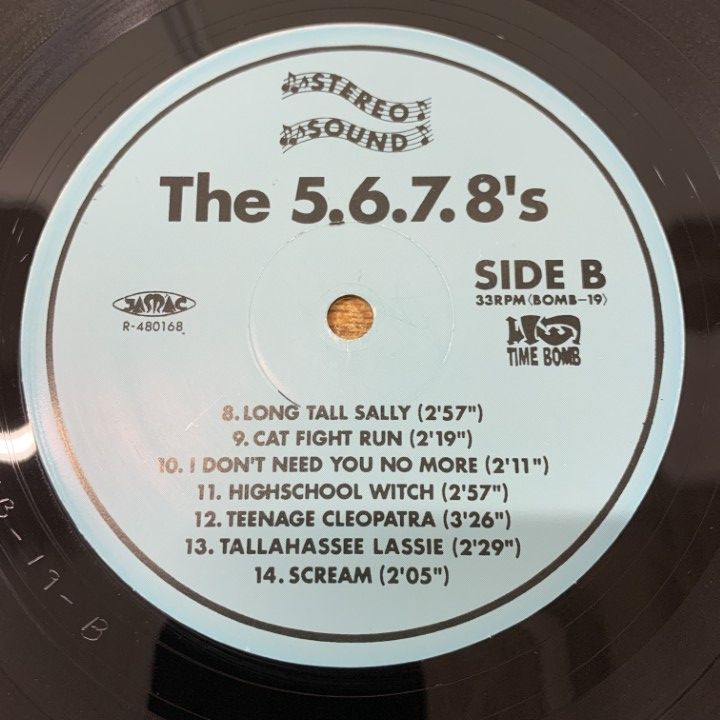 STEREO
SOUND
The 5.6.7.8's
SIDE B
33RPM (BOMB-19)
JASRAC
R-480168
TIME BOMB
8. LONG TALL SALLY (2'57")
9. CAT FIGHT RUN (2'19")
10. I DON'T NEED YOU NO MORE (2'11")
11. HIGHSCHOOL WITCH (2'57")
12. TEENAGE CLEOPATRA (3'26")
13. TALLAHASSEE LASSIE (2'29")
14. SCREAM (2'05")
B-19-B